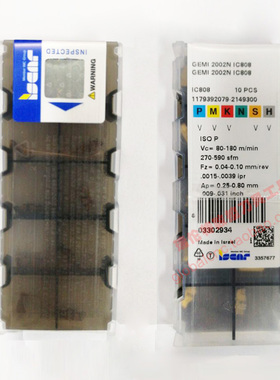 iscar
INSPECTED
WARNING
GEMI 2002N IC808
GEMI 2002N IC808
IC808 10 PCS
1179392079 2149300
P M K N S H
V V V V V
ISO P
Vc= 80-180 m/min
270-590 sfm
Fz= 0.04-0.10 mm/rev
.0015-.0039 ipr
Ap= 0.25-0.80 mm
.009-.031 inch
03302934
Made in Israel
iscar
3357677